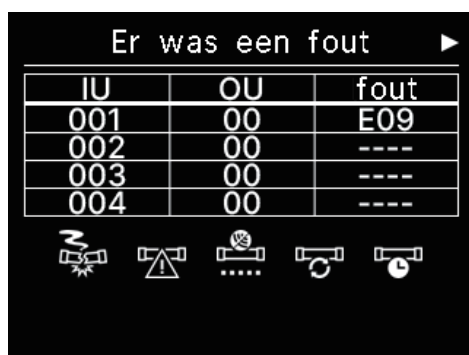 Er was een fout
IU OU fout
001 00 E09
002 00 ----
003 00 ----
004 00 ----